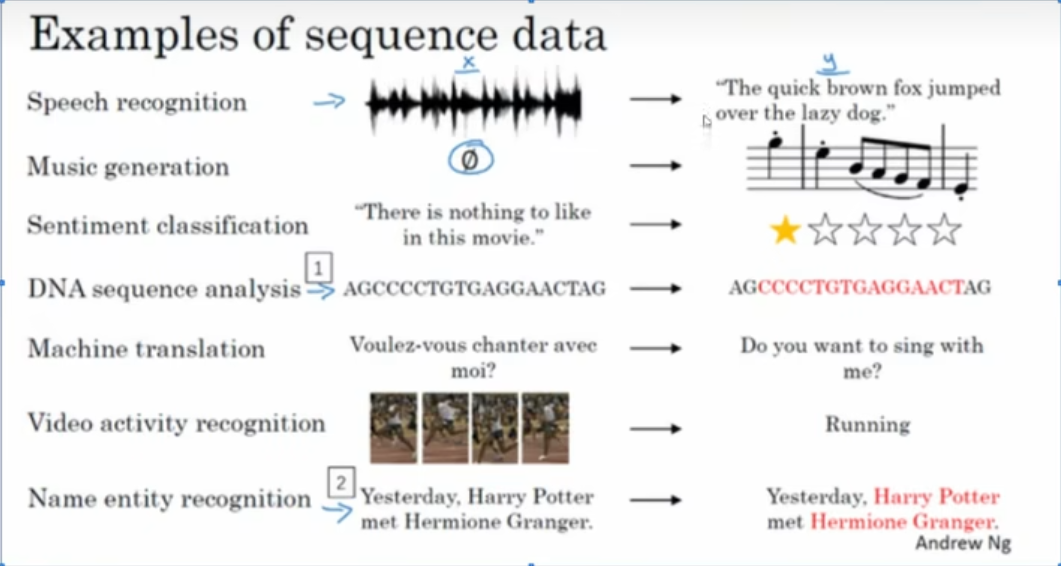 Examples of sequence data
x
y
Speech recognition
"The quick brown fox jumped
over the lazy dog."
Music generation
Ø
Sentiment classification
"There is nothing to like
in this movie."
1
DNA sequence analysis
AGCCCCTGTGAGGAACTAG
AGCCCCTGTGAGGAACTAG
Machine translation
Voulez-vous chanter avec
moi?
Do you want to sing with
me?
Video activity recognition
Running
2
Name entity recognition
Yesterday, Harry Potter
met Hermione Granger.
Yesterday, Harry Potter
met Hermione Granger.
Andrew Ng